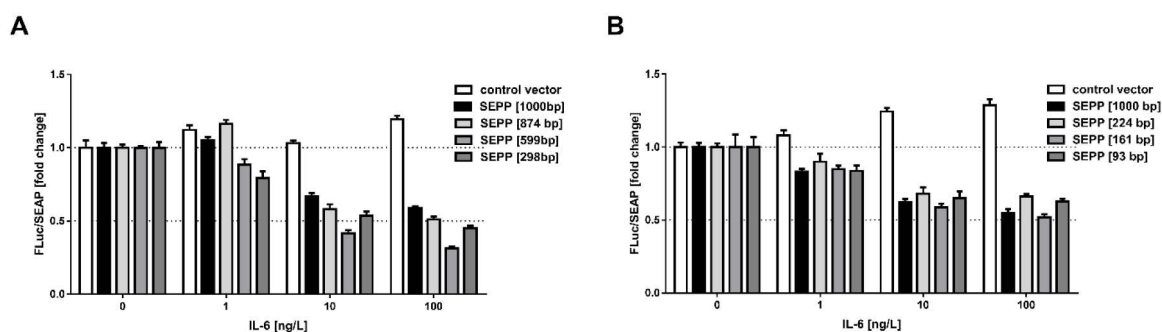 A
FLuc/SEAP [fold change]
1.5
1.0
0.5
0.0
0
1
10
100
IL-6 [ng/L]
control vector
SEPP [1000bp]
SEPP [874 bp]
SEPP [599bp]
SEPP [298bp]
B
FLuc/SEAP [fold change]
1.5
1.0
0.5
0.0
0
1
10
100
IL-6 [ng/L]
control vector
SEPP [1000 bp]
SEPP [224 bp]
SEPP [161 bp]
SEPP [93 bp]